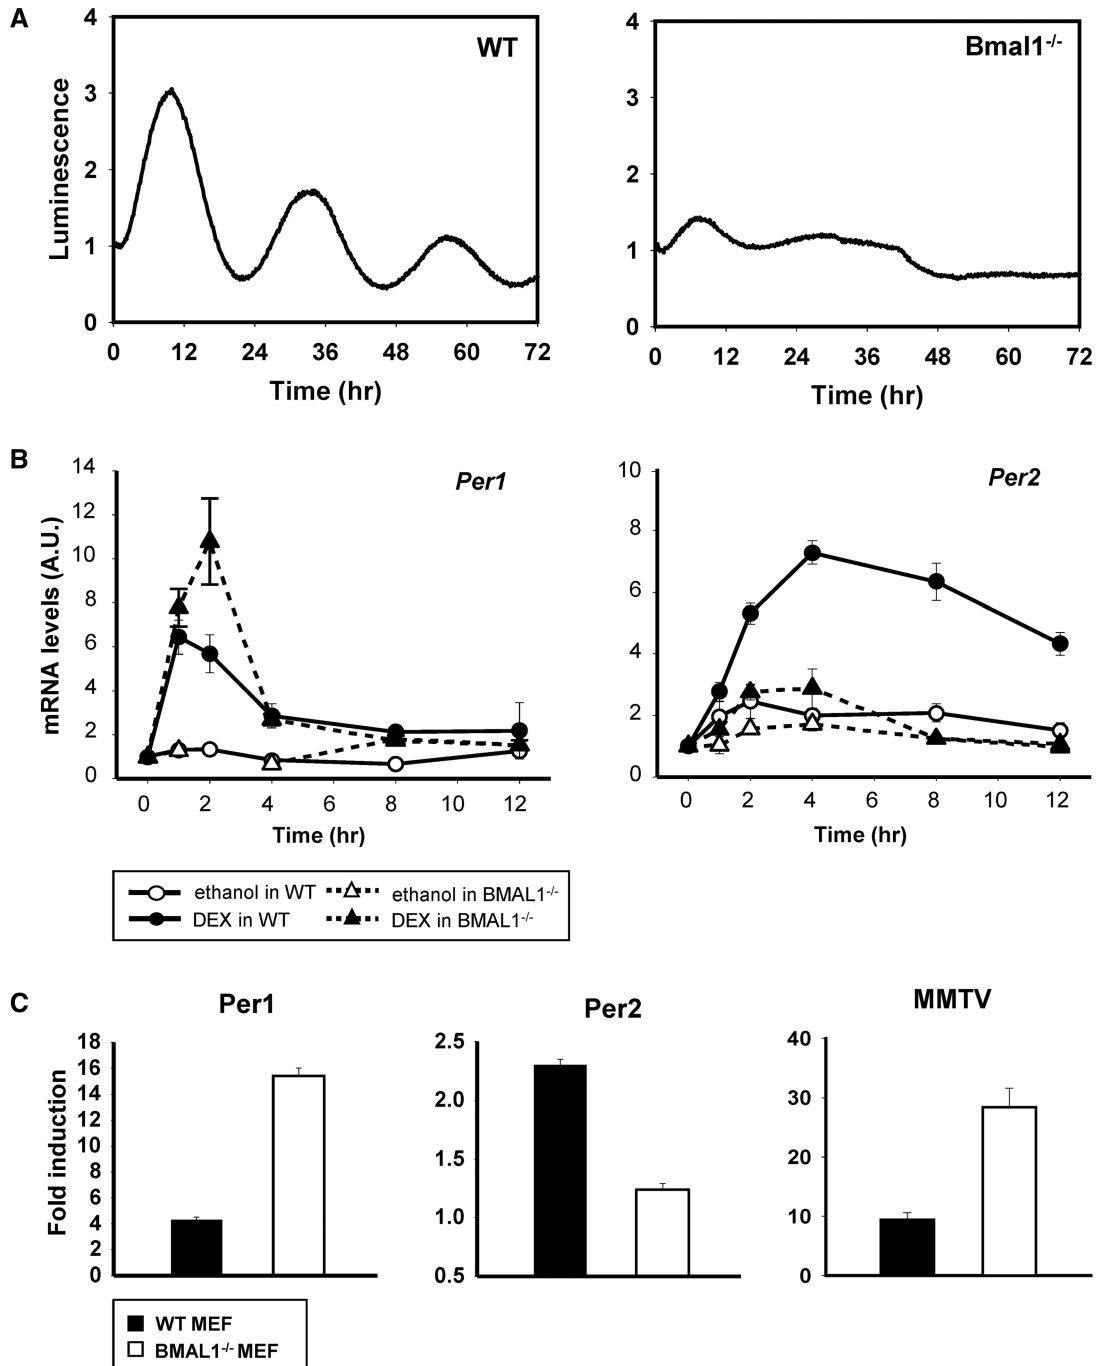 A
WT
Bmal1-/-
Luminescence
4
3
2
1
0
0 12 24 36 48 60 72
Time (hr)
4
3
2
1
0
0 12 24 36 48 60 72
Time (hr)
B
Per1
mRNA levels (A.U.)
14
12
10
8
6
4
2
0
0 2 4 6 8 10 12
Time (hr)
Per2
10
8
6
4
2
0
0 2 4 6 8 10 12
Time (hr)
ethanol in WT ethanol in BMAL1-/-
DEX in WT DEX in BMAL1-/-
C
Per1
Fold induction
18
16
14
12
10
8
6
4
2
0
Per2
2.5
2.0
1.5
1.0
0.5
MMTV
40
30
20
10
0
WT MEF
BMAL1-/- MEF